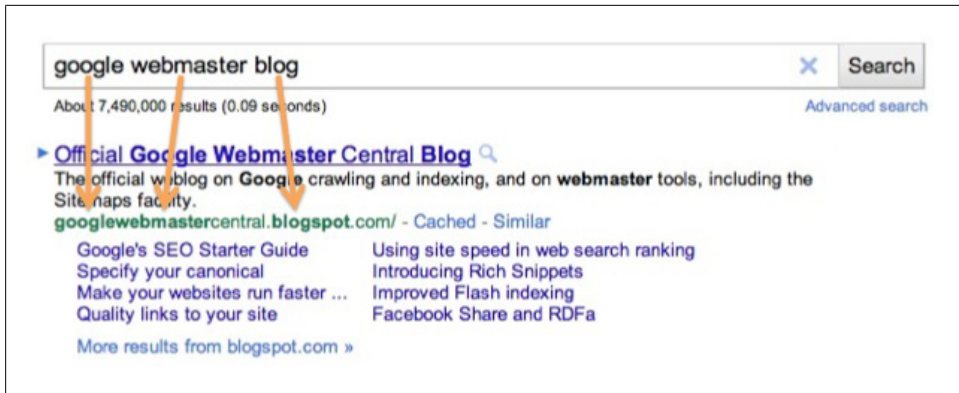 google webmaster blog × Search
About 7,490,000 results (0.09 seconds) Advanced search
Official Google Webmaster Central Blog
The official weblog on Google crawling and indexing, and on webmaster tools, including the
Sitemaps facility.
googlewebmastercentral.blogspot.com/ - Cached - Similar
Google's SEO Starter Guide Using site speed in web search ranking
Specify your canonical Introducing Rich Snippets
Make your websites run faster ... Improved Flash indexing
Quality links to your site Facebook Share and RDFa
More results from blogspot.com »